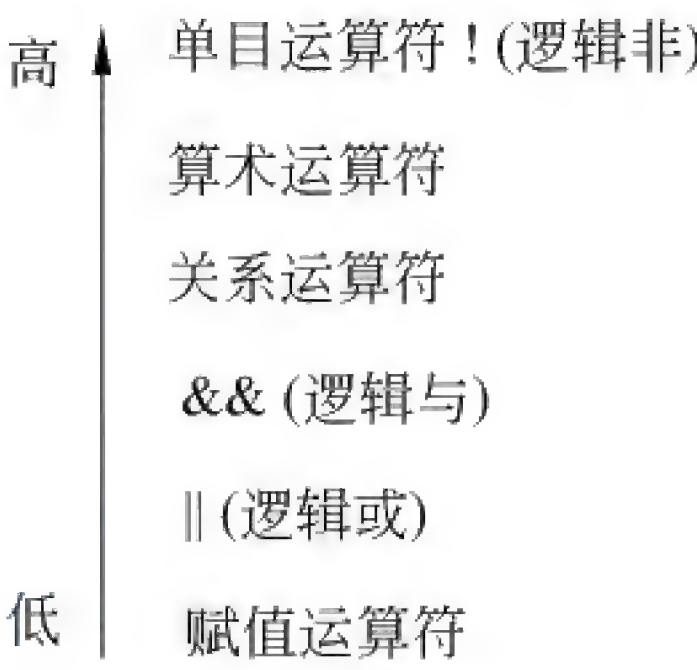 高
单目运算符！(逻辑非)
算术运算符
关系运算符
&& (逻辑与)
|| (逻辑或)
低
赋值运算符